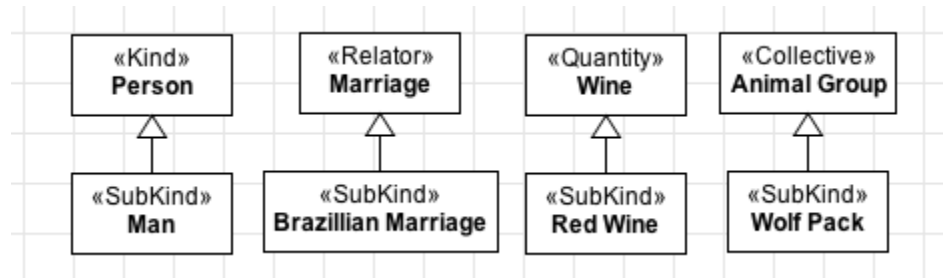 «Kind»
Person
«Relator»
Marriage
«Quantity»
Wine
«Collective»
Animal Group
«SubKind»
Man
«SubKind»
Brazillian Marriage
«SubKind»
Red Wine
«SubKind»
Wolf Pack